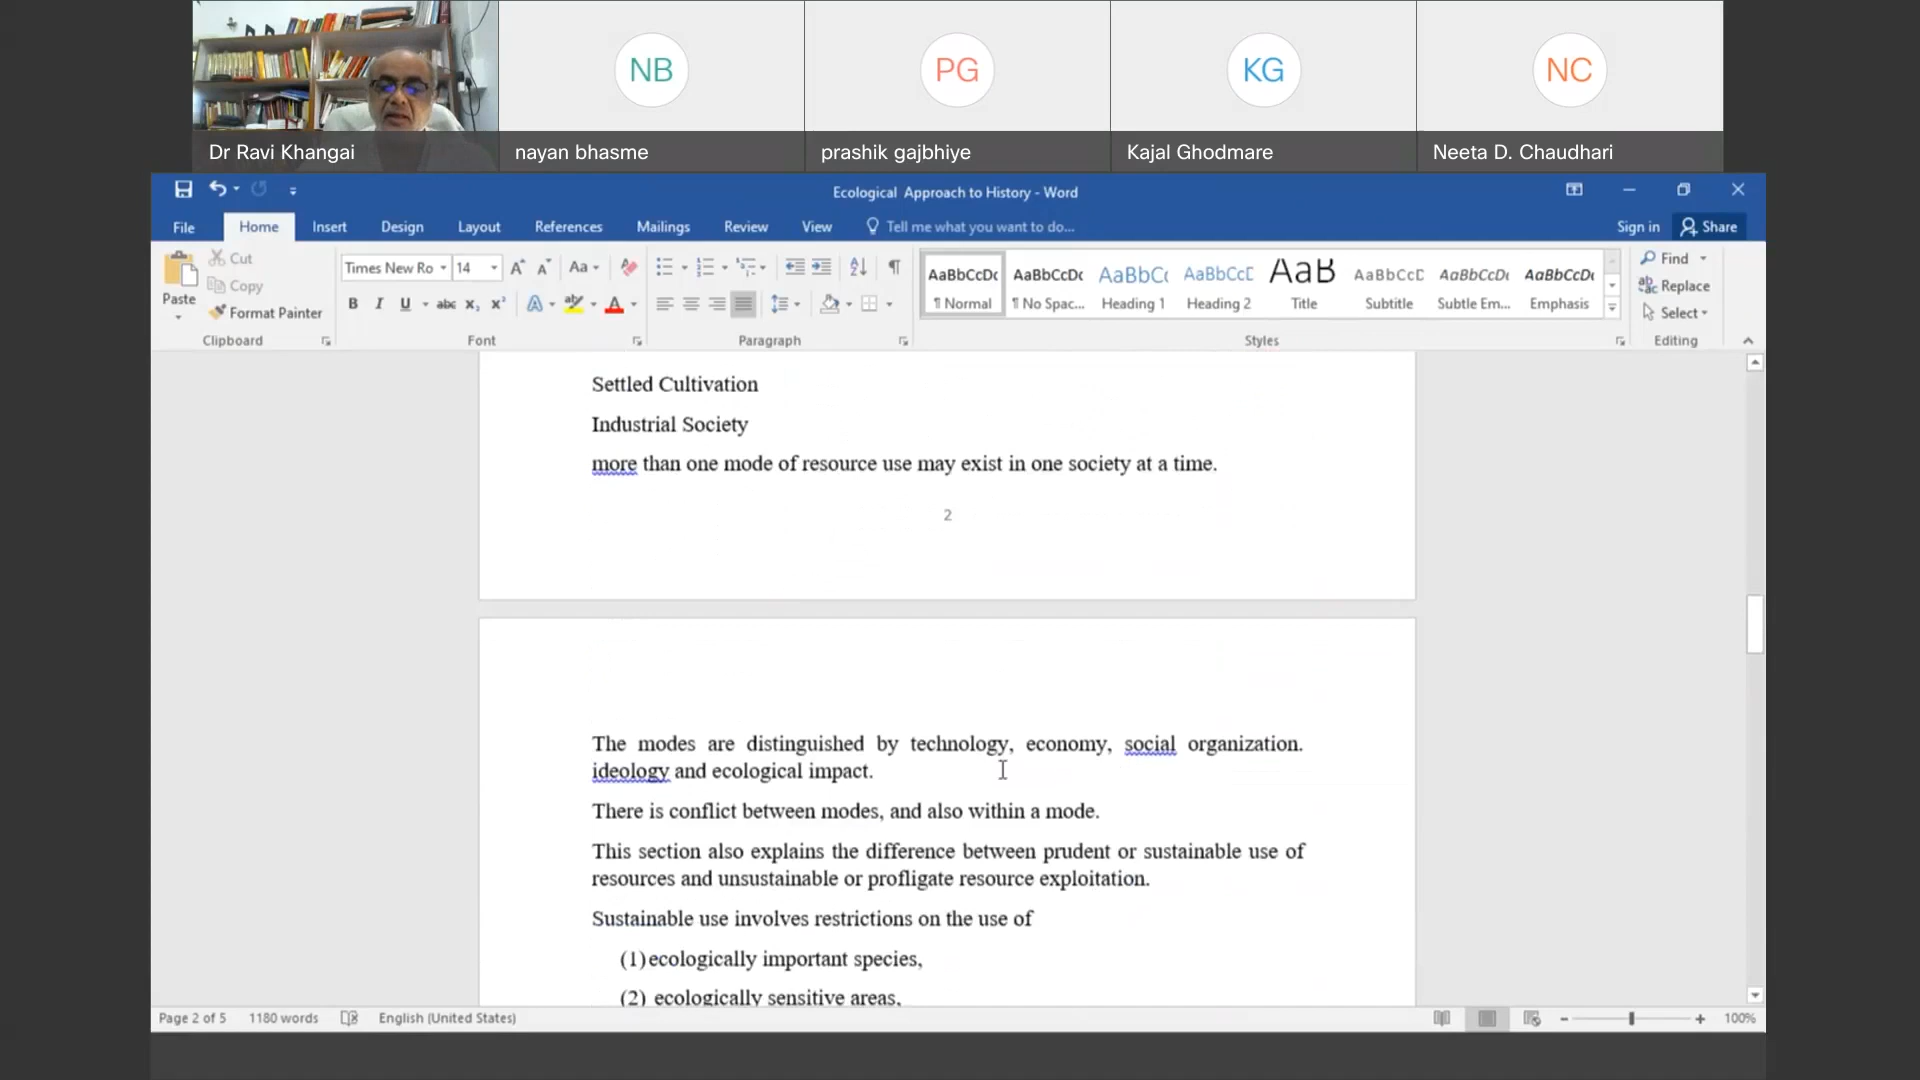 NB
PG
KG
NC
Dr Ravi Khangai
nayan bhasme
prashik gajbhiye
Kajal Ghodmare
Neeta D. Chaudhari
Ecological Approach to History - Word
File Home Insert Design Layout References Mailings Review View Tell me what you want to do... Sign in Share
Paste
Cut
Copy
Format Painter
Clipboard
Times New Ro 14
Font
Paragraph
AaBbCcDc AaBbCcDc AaBbC( AaBbCcD AaB AaBbCcD AaBbCcDc AaBbCcDc
¶ Normal ¶ No Spac... Heading 1 Heading 2 Title Subtitle Subtle Em... Emphasis
Styles
Find
Replace
Select
Editing
Settled Cultivation
Industrial Society
more than one mode of resource use may exist in one society at a time.
2
The modes are distinguished by technology, economy, social organization.
ideology and ecological impact.
There is conflict between modes, and also within a mode.
This section also explains the difference between prudent or sustainable use of
resources and unsustainable or profligate resource exploitation.
Sustainable use involves restrictions on the use of
(1)ecologically important species,
(2) ecologically sensitive areas,
Page 2 of 5 1180 words English (United States) 100%